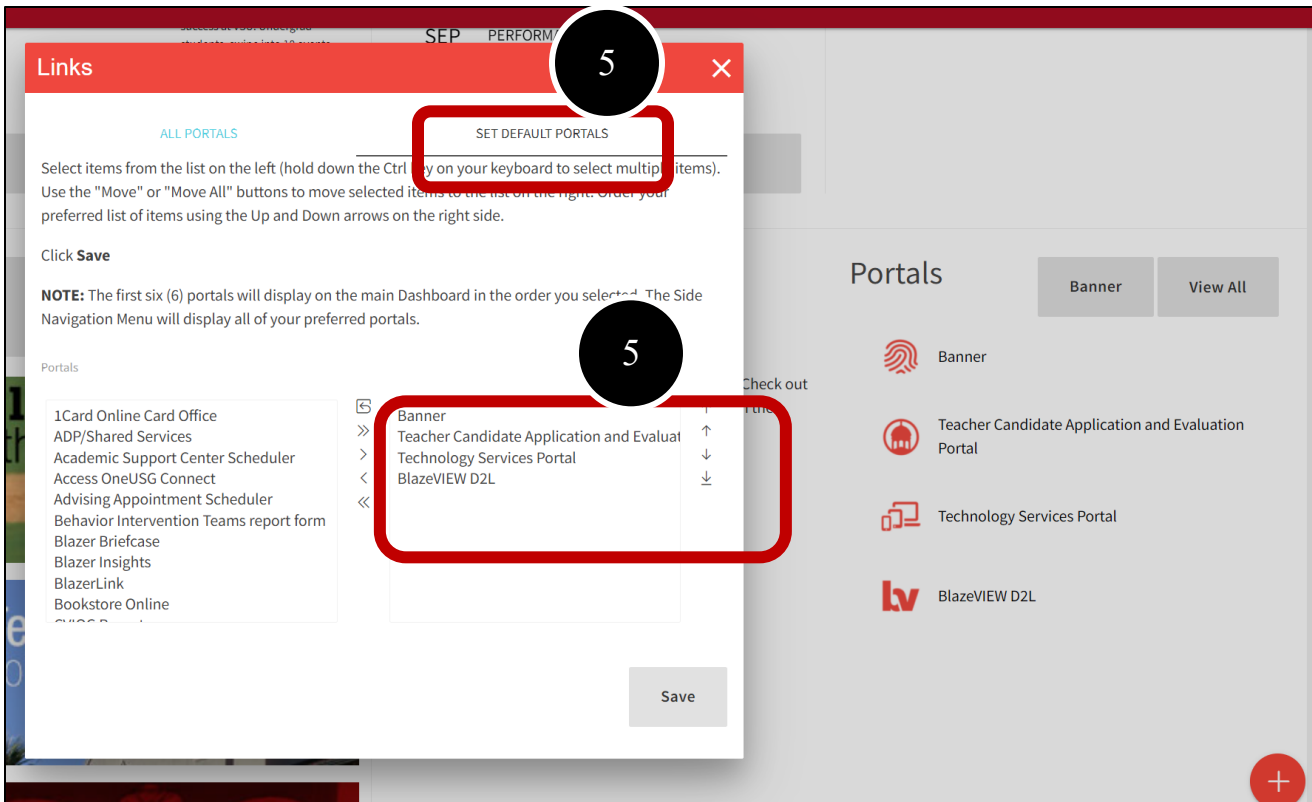 success at VSU. Undergrad
SEP PERFORMA
5
Links
ALL PORTALS
SET DEFAULT PORTALS
Select items from the list on the left (hold down the Ctrl key on your keyboard to select multiple items).
Use the "Move" or "Move All" buttons to move selected items to the list on the right. Order your
preferred list of items using the Up and Down arrows on the right side.
Click Save
NOTE: The first six (6) portals will display on the main Dashboard in the order you selected. The Side
Navigation Menu will display all of your preferred portals.
5
Portals
1Card Online Card Office
ADP/Shared Services
Academic Support Center Scheduler
Access OneUSG Connect
Advising Appointment Scheduler
Behavior Intervention Teams report form
Blazer Briefcase
Blazer Insights
BlazerLink
Bookstore Online
Banner
Teacher Candidate Application and Evaluat
Technology Services Portal
BlazeVIEW D2L
Save
Check out
Portals
Banner
View All
Banner
Teacher Candidate Application and Evaluation
Portal
Technology Services Portal
bv
BlazeVIEW D2L